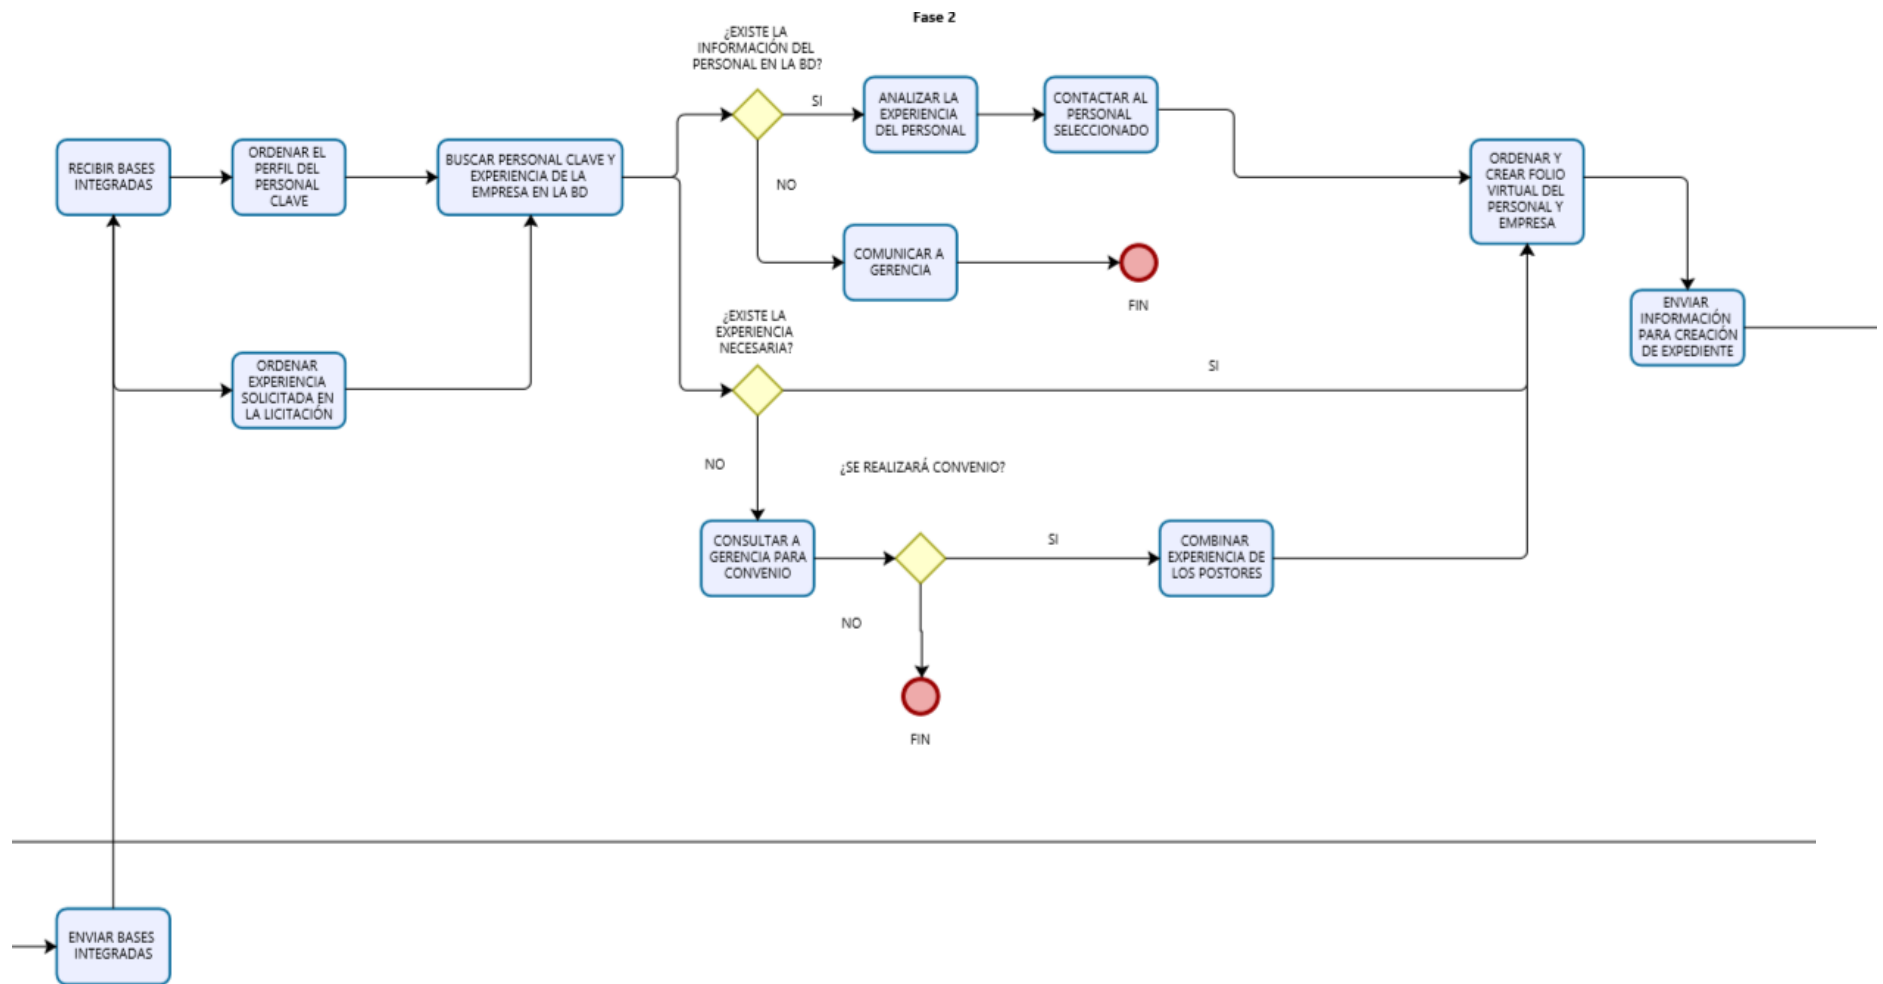 Fase 2
¿EXISTE LA
INFORMACIÓN DEL
PERSONAL EN LA BD?
SI
ANALIZAR LA
EXPERIENCIA
DEL PERSONAL
CONTACTAR AL
PERSONAL
SELECCIONADO
RECIBIR BASES
INTEGRADAS
ORDENAR EL
PERFIL DEL
PERSONAL
CLAVE
BUSCAR PERSONAL CLAVE Y
EXPERIENCIA DE LA
EMPRESA EN LA BD
ORDENAR Y
CREAR FOLIO
VIRTUAL DEL
PERSONAL Y
EMPRESA
NO
COMUNICAR A
GERENCIA
FIN
¿EXISTE LA
EXPERIENCIA
NECESARIA?
ENVIAR
INFORMACIÓN
PARA CREACIÓN
DE EXPEDIENTE
ORDENAR
EXPERIENCIA
SOLICITADA EN
LA LICITACIÓN
SI
NO
¿SE REALIZARÁ CONVENIO?
CONSULTAR A
GERENCIA PARA
CONVENIO
SI
COMBINAR
EXPERIENCIA DE
LOS POSTORES
NO
FIN
ENVIAR BASES
INTEGRADAS